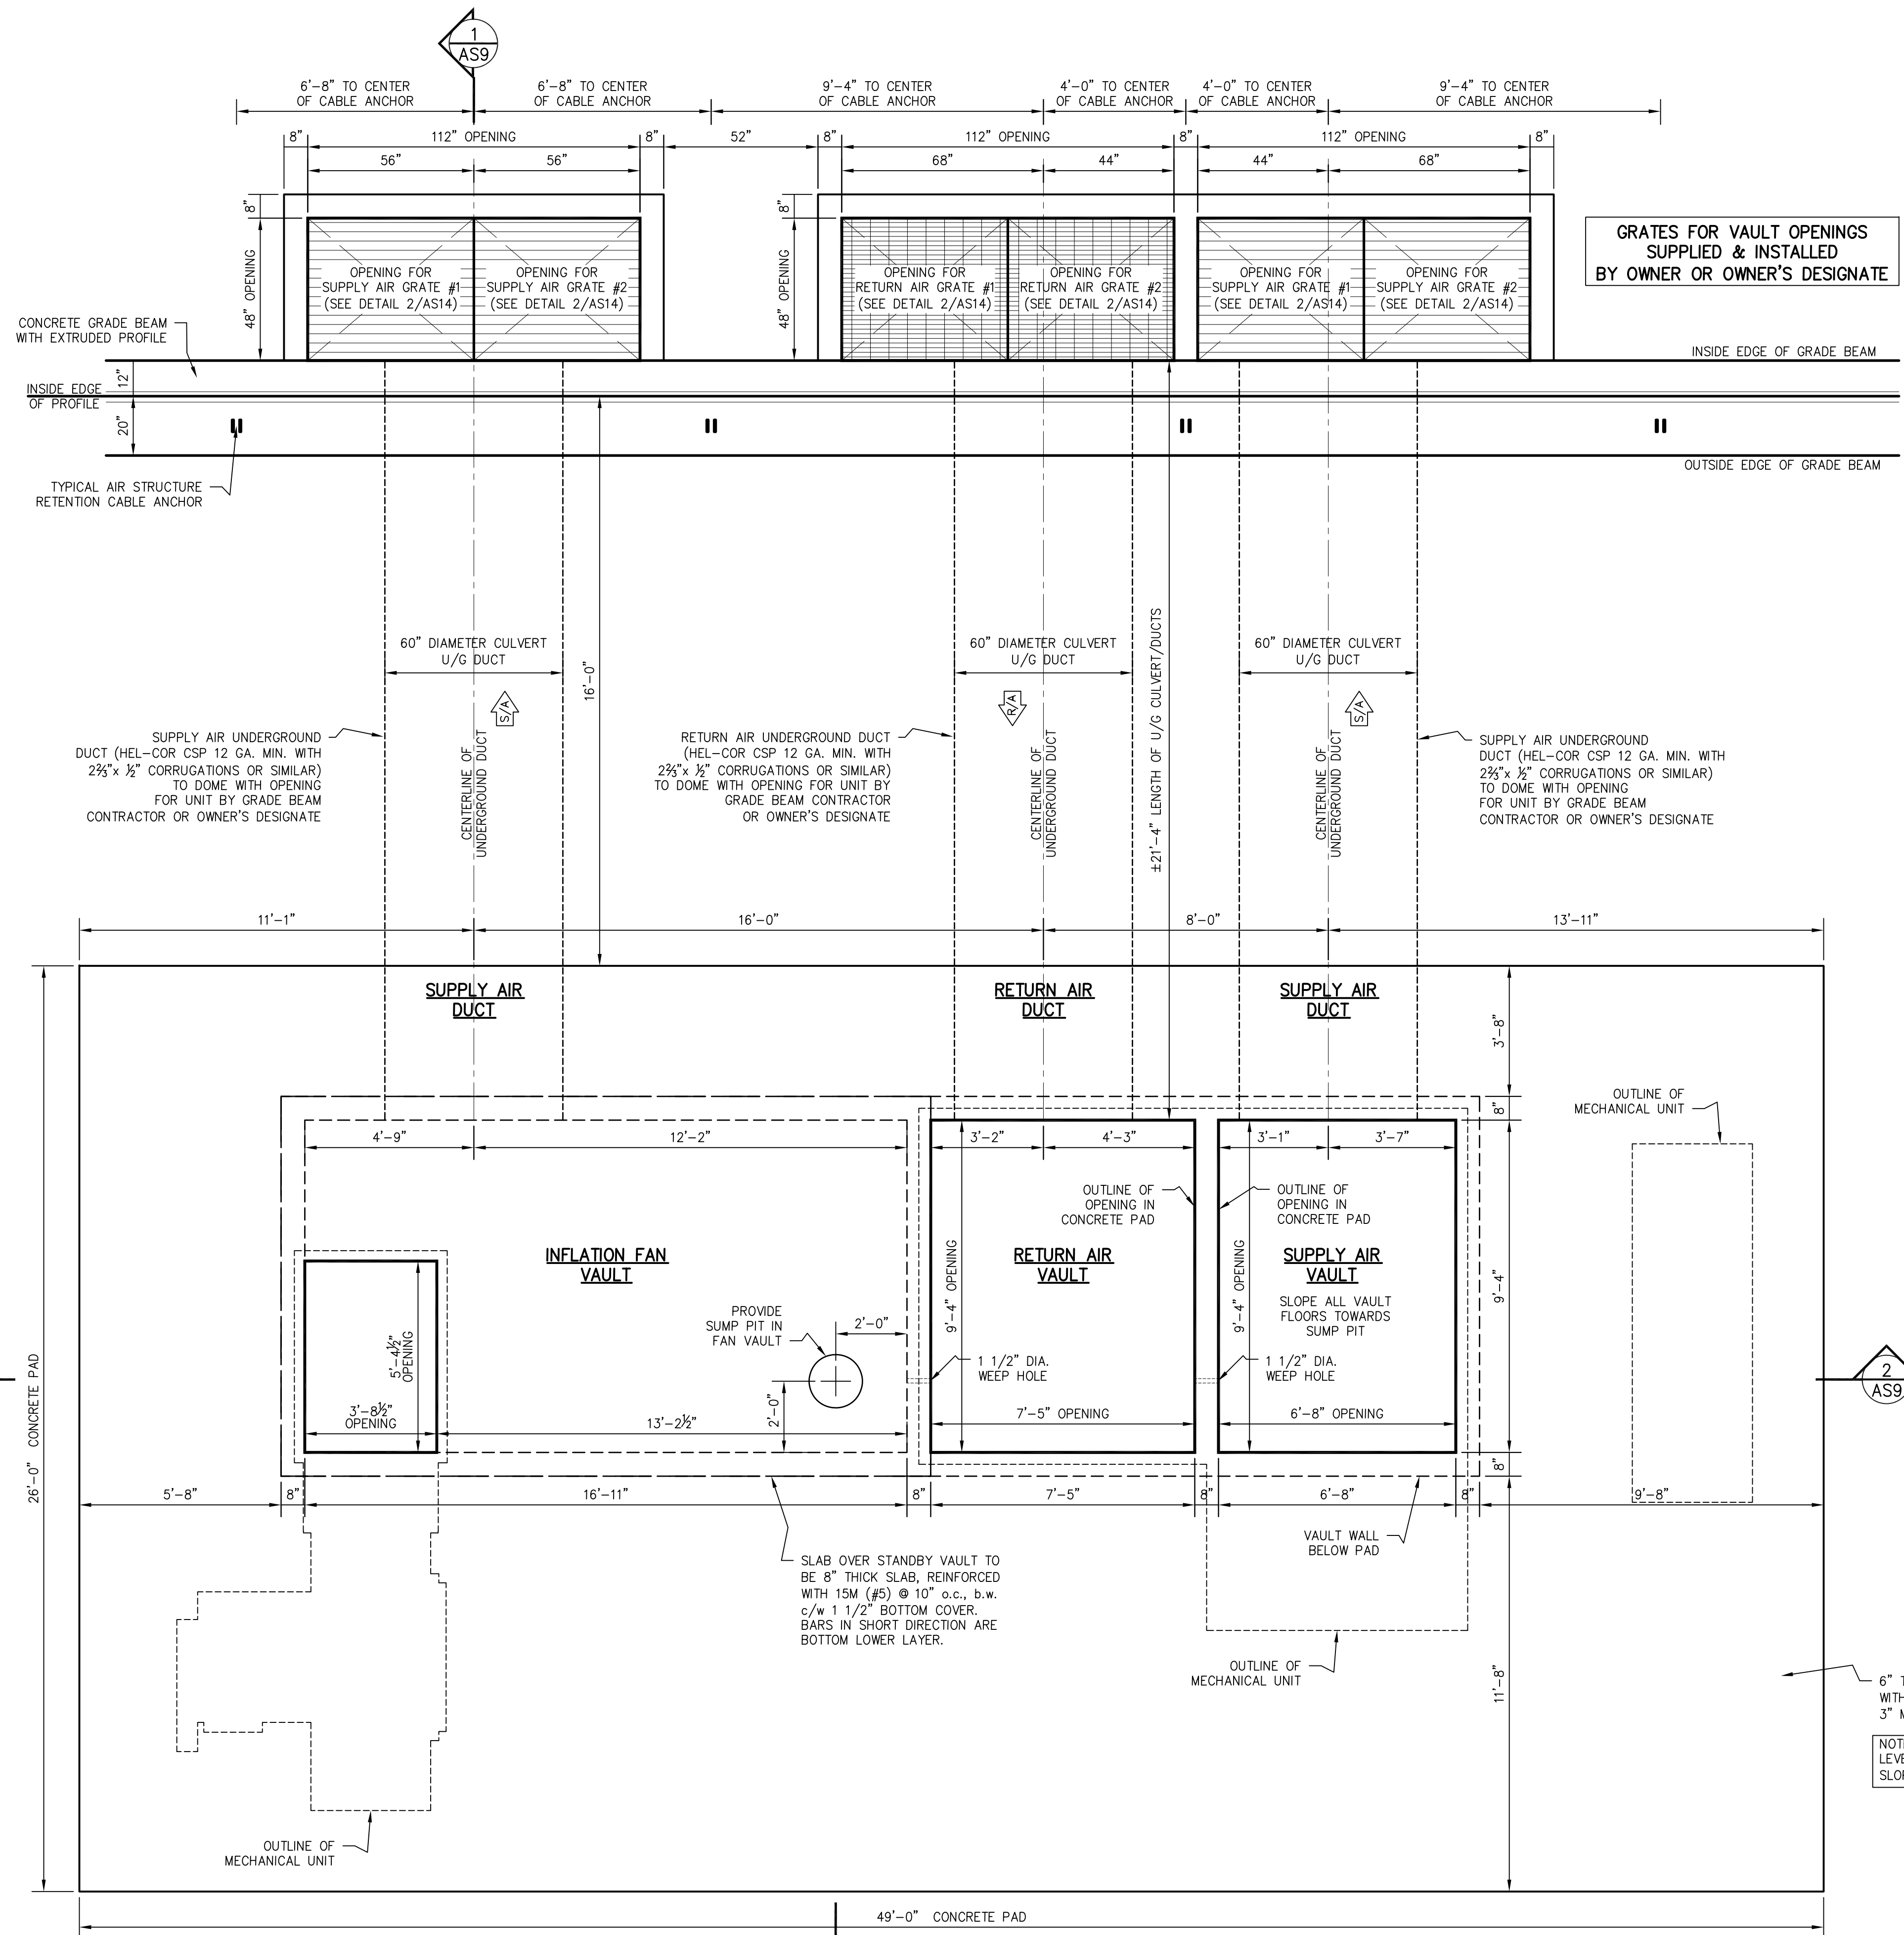 1
AS9
6'-8" TO CENTER
OF CABLE ANCHOR
6'-8" TO CENTER
OF CABLE ANCHOR
9'-4" TO CENTER
OF CABLE ANCHOR
4'-0" TO CENTER
OF CABLE ANCHOR
4'-0" TO CENTER
OF CABLE ANCHOR
9'-4" TO CENTER
OF CABLE ANCHOR
8"
112" OPENING
8"
52"
8"
112" OPENING
8"
112" OPENING
8"
56"
56"
68"
44"
44"
68"
8"
8"
48" OPENING
48" OPENING
OPENING FOR
SUPPLY AIR GRATE #1
(SEE DETAIL 2/AS14)
OPENING FOR
SUPPLY AIR GRATE #2
(SEE DETAIL 2/AS14)
OPENING FOR
RETURN AIR GRATE #1
(SEE DETAIL 2/AS14)
OPENING FOR
RETURN AIR GRATE #2
(SEE DETAIL 2/AS14)
OPENING FOR
SUPPLY AIR GRATE #1
(SEE DETAIL 2/AS14)
OPENING FOR
SUPPLY AIR GRATE #2
(SEE DETAIL 2/AS14)
GRATES FOR VAULT OPENINGS
SUPPLIED & INSTALLED
BY OWNER OR OWNER'S DESIGNATE
CONCRETE GRADE BEAM
WITH EXTRUDED PROFILE
INSIDE EDGE OF GRADE BEAM
12"
INSIDE EDGE
OF PROFILE
20"
OUTSIDE EDGE OF GRADE BEAM
TYPICAL AIR STRUCTURE
RETENTION CABLE ANCHOR
60" DIAMETER CULVERT
U/G DUCT
60" DIAMETER CULVERT
U/G DUCT
60" DIAMETER CULVERT
U/G DUCT
16'-0"
±21'-4" LENGTH OF U/G CULVERT/DUCTS
S/A
R/A
S/A
SUPPLY AIR UNDERGROUND
DUCT (HEL-COR CSP 12 GA. MIN. WITH
2⅔"x ½" CORRUGATIONS OR SIMILAR)
TO DOME WITH OPENING
FOR UNIT BY GRADE BEAM
CONTRACTOR OR OWNER'S DESIGNATE
CENTERLINE OF
UNDERGROUND DUCT
RETURN AIR UNDERGROUND DUCT
(HEL-COR CSP 12 GA. MIN. WITH
2⅔"x ½" CORRUGATIONS OR SIMILAR)
TO DOME WITH OPENING FOR UNIT BY
GRADE BEAM CONTRACTOR
OR OWNER'S DESIGNATE
CENTERLINE OF
UNDERGROUND DUCT
CENTERLINE OF
UNDERGROUND DUCT
SUPPLY AIR UNDERGROUND
DUCT (HEL-COR CSP 12 GA. MIN. WITH
2⅔"x ½" CORRUGATIONS OR SIMILAR)
TO DOME WITH OPENING
FOR UNIT BY GRADE BEAM
CONTRACTOR OR OWNER'S DESIGNATE
11'-1"
16'-0"
8'-0"
13'-11"
SUPPLY AIR
DUCT
RETURN AIR
DUCT
SUPPLY AIR
DUCT
3'-8"
8"
OUTLINE OF
MECHANICAL UNIT
4'-9"
12'-2"
3'-2"
4'-3"
3'-1"
3'-7"
OUTLINE OF
OPENING IN
CONCRETE PAD
OUTLINE OF
OPENING IN
CONCRETE PAD
INFLATION FAN
VAULT
RETURN AIR
VAULT
SUPPLY AIR
VAULT
SLOPE ALL VAULT
FLOORS TOWARDS
SUMP PIT
9'-4" OPENING
9'-4" OPENING
9'-4"
PROVIDE
SUMP PIT IN
FAN VAULT
2'-0"
5'-4½"
OPENING
1 1/2" DIA.
WEEP HOLE
1 1/2" DIA.
WEEP HOLE
2
AS9
26'-0" CONCRETE PAD
3'-8½"
OPENING
13'-2½"
2'-0"
7'-5" OPENING
6'-8" OPENING
8"
5'-8"
8"
16'-11"
8"
7'-5"
8"
6'-8"
8"
9'-8"
VAULT WALL
BELOW PAD
SLAB OVER STANDBY VAULT TO
BE 8" THICK SLAB, REINFORCED
WITH 15M (#5) @ 10" o.c., b.w.
c/w 1 1/2" BOTTOM COVER.
BARS IN SHORT DIRECTION ARE
BOTTOM LOWER LAYER.
OUTLINE OF
MECHANICAL UNIT
11'-8"
6" T
WITH
3" M
NOT
LEVE
SLOP
OUTLINE OF
MECHANICAL UNIT
49'-0" CONCRETE PAD